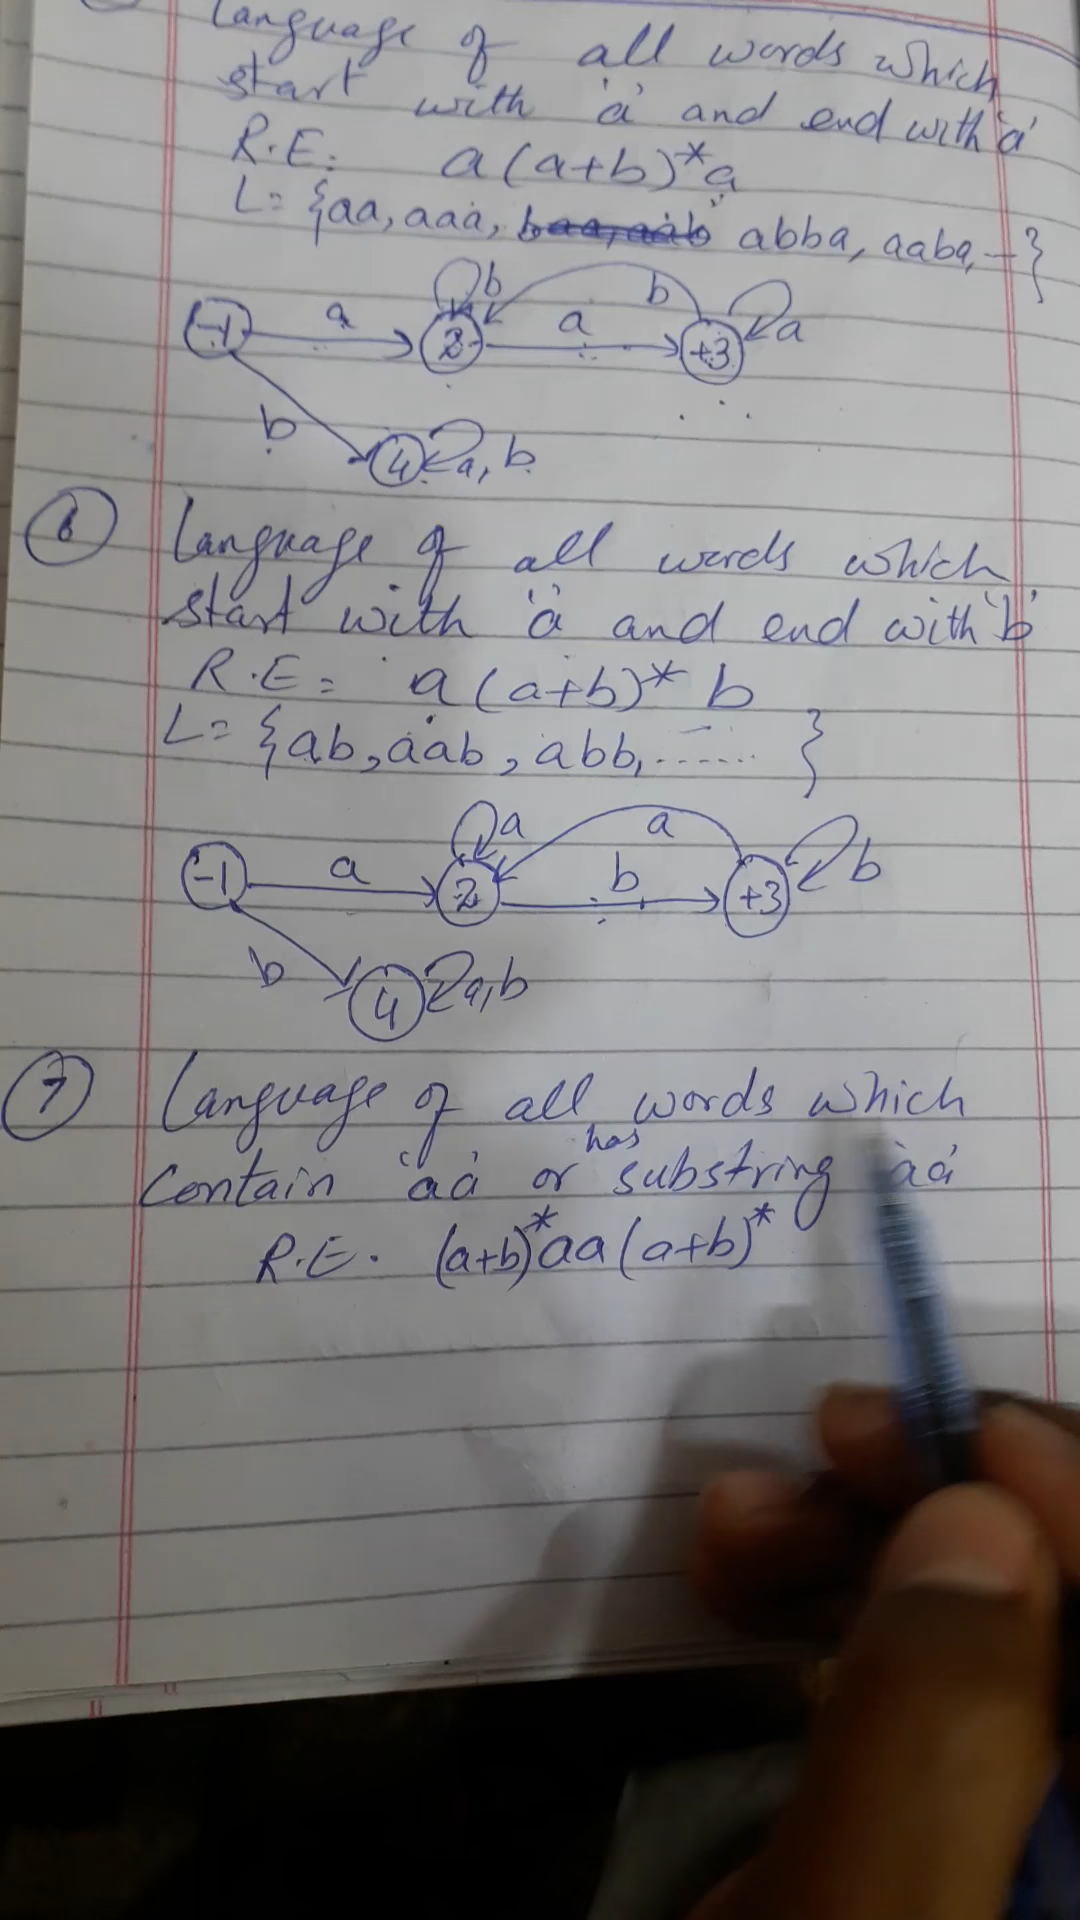 Language of all words which
start with 'a' and end with 'a'
R.E. a(a+b)*a
L= {aa, aaa, abba, aaba, -- }
-1 a 2 b a b +3 a
b 4 a, b
6 Language of all words which
start with 'a' and end with 'b'
R.E = a(a+b)* b
L= {ab, aab, abb, ...... }
-1 a 2 a b a +3 b
b 4 a,b
7 Language of all words which
has
contain 'aa' or substring 'aa'
R.E. (a+b)*aa(a+b)*